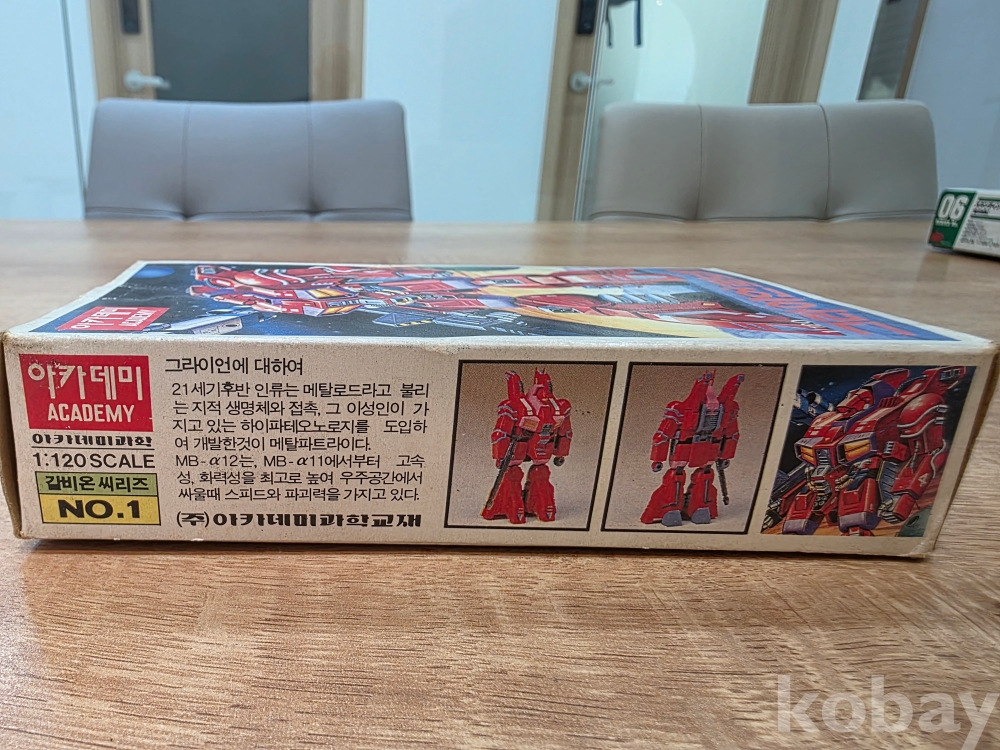 아카데미
ACADEMY
아카데미
ACADEMY
아카데미과학
1:120 SCALE
갈비온 씨리즈
NO.1
그라이언에 대하여
21세기후반 인류는 메탈로드라고 불리
는 지적 생명체와 접촉, 그 이성인이 가
지고 있는 하이파테오노로지를 도입하
여 개발한것이 메탈파트라이다.
MB-α12는, MB-α11에서부터 고속
성, 화력성을 최고로 높여 우주공간에서
싸울때 스피드와 파괴력을 가지고 있다.
(주)아카데미과학교재
06
kobay